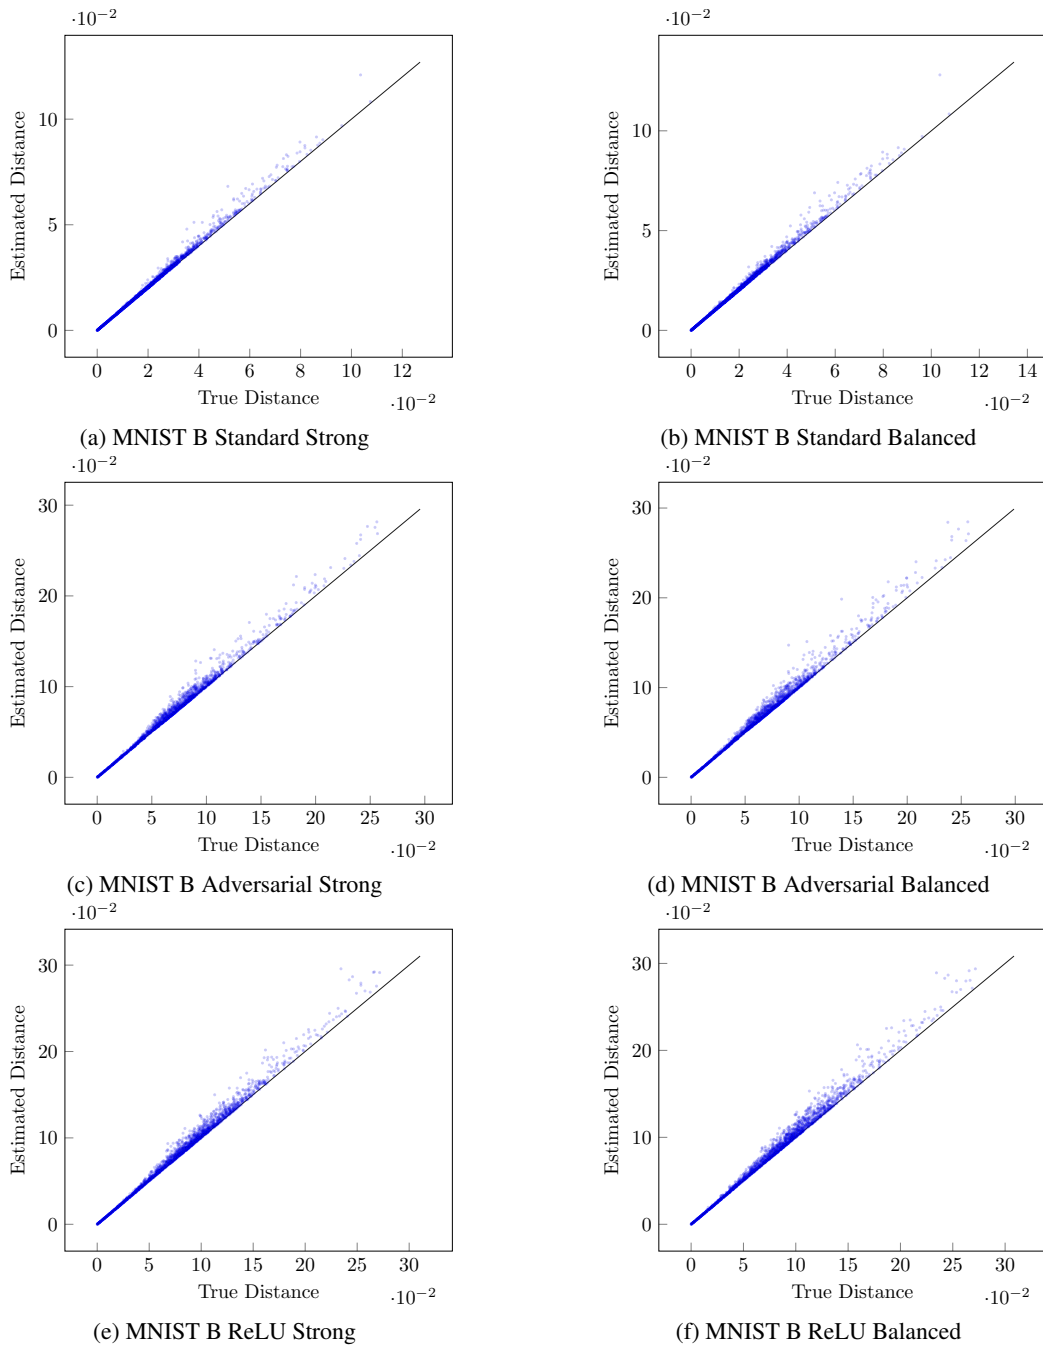 ·10⁻² ·10⁻²
10
5
0
Estimated Distance
0 2 4 6 8 10 12
True Distance
·10⁻²
(a) MNIST B Standard Strong
10
5
0
Estimated Distance
0 2 4 6 8 10 12 14
True Distance
·10⁻²
(b) MNIST B Standard Balanced
·10⁻² ·10⁻²
30
20
10
0
Estimated Distance
0 5 10 15 20 25 30
True Distance
·10⁻²
(c) MNIST B Adversarial Strong
30
20
10
0
Estimated Distance
0 5 10 15 20 25 30
True Distance
·10⁻²
(d) MNIST B Adversarial Balanced
·10⁻² ·10⁻²
30
20
10
0
Estimated Distance
0 5 10 15 20 25 30
True Distance
·10⁻²
(e) MNIST B ReLU Strong
30
20
10
0
Estimated Distance
0 5 10 15 20 25 30
True Distance
·10⁻²
(f) MNIST B ReLU Balanced